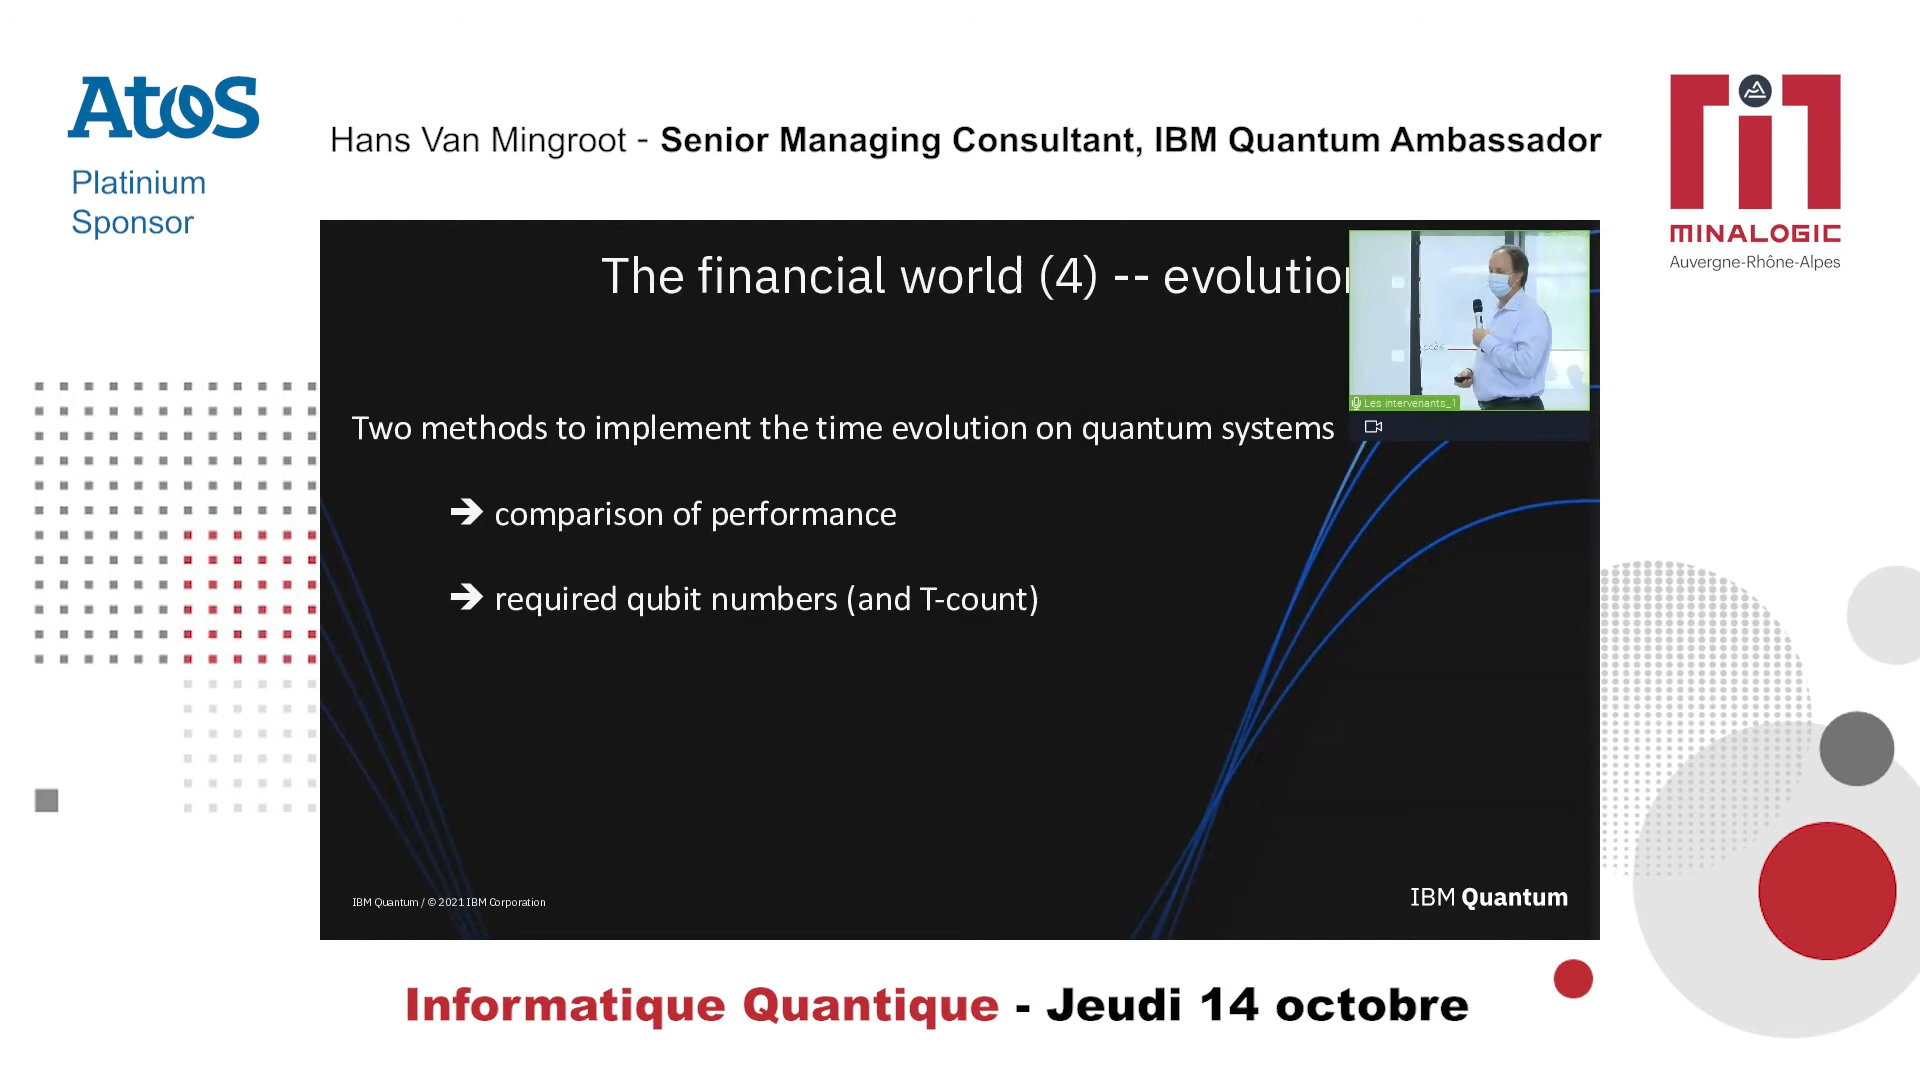 Atos
Platinium
Sponsor
Hans Van Mingroot - Senior Managing Consultant, IBM Quantum Ambassador
MINALOGIC
Auvergne-Rhône-Alpes
The financial world (4) -- evolution
Les intervenants_1
Two methods to implement the time evolution on quantum systems
➔ comparison of performance
➔ required qubit numbers (and T-count)
IBM Quantum / © 2021 IBM Corporation
IBM Quantum
Informatique Quantique - Jeudi 14 octobre